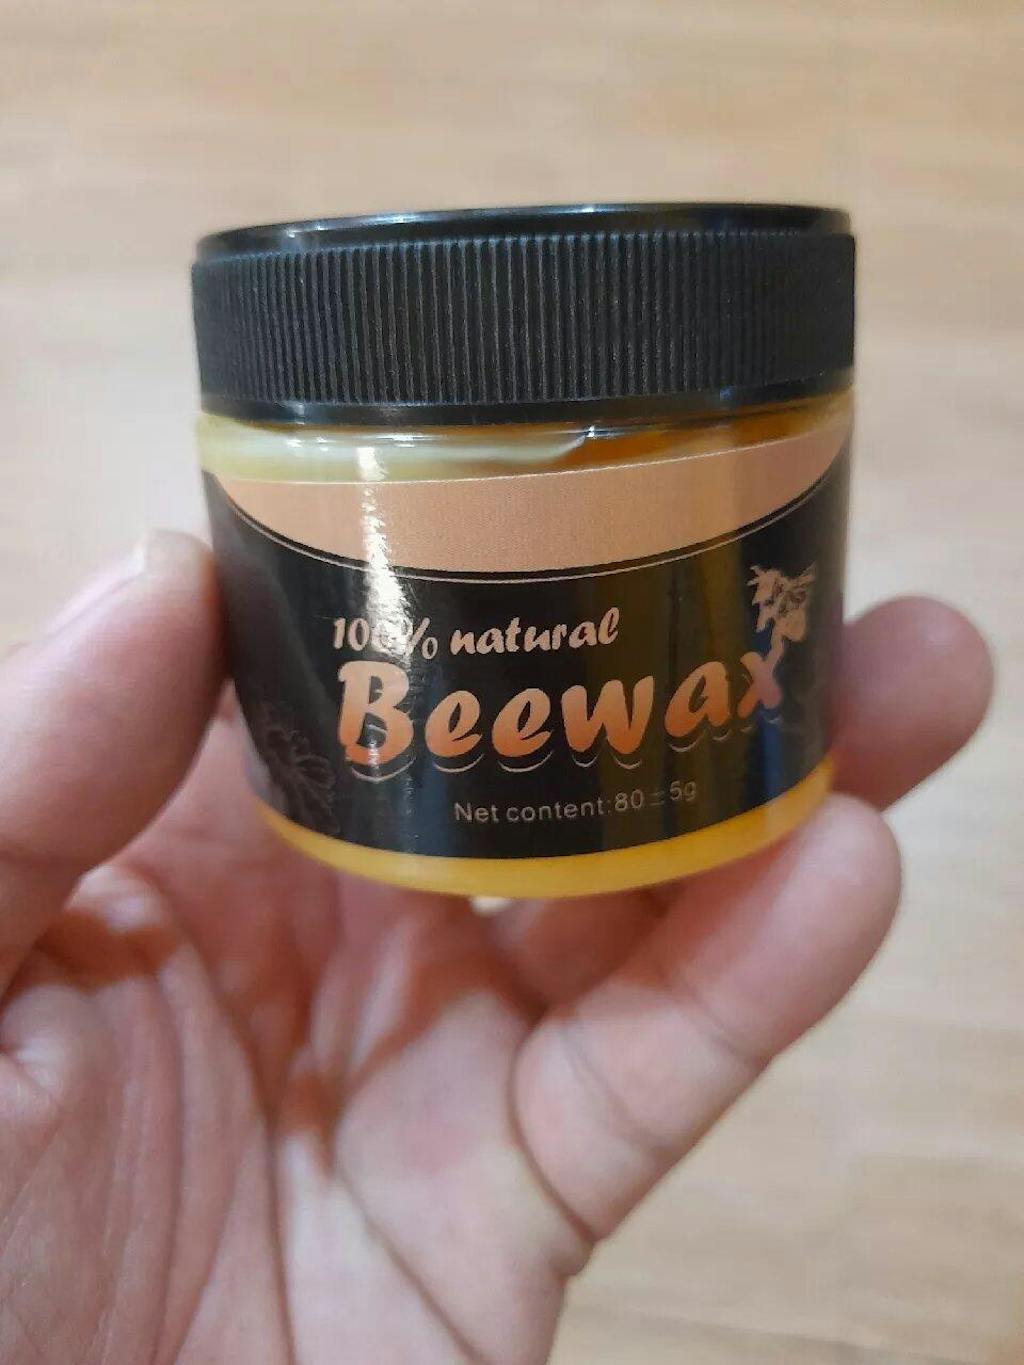 100% natural
Beewax
Net content:80±5g